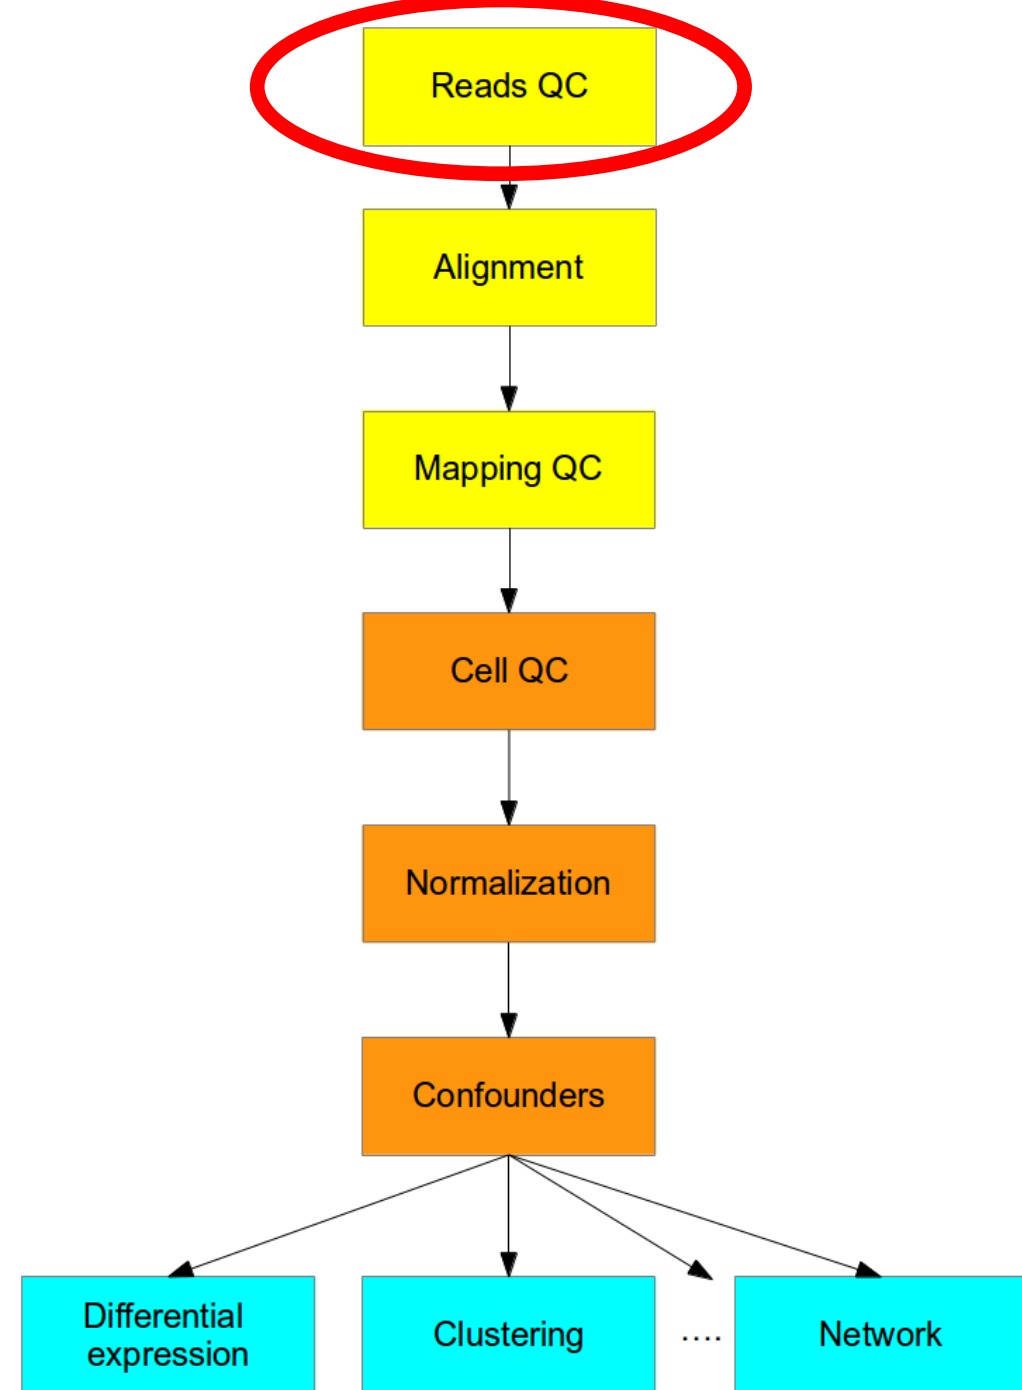 Reads QC
Alignment
Mapping QC
Cell QC
Normalization
Confounders
Differential
expression
Clustering
....
Network